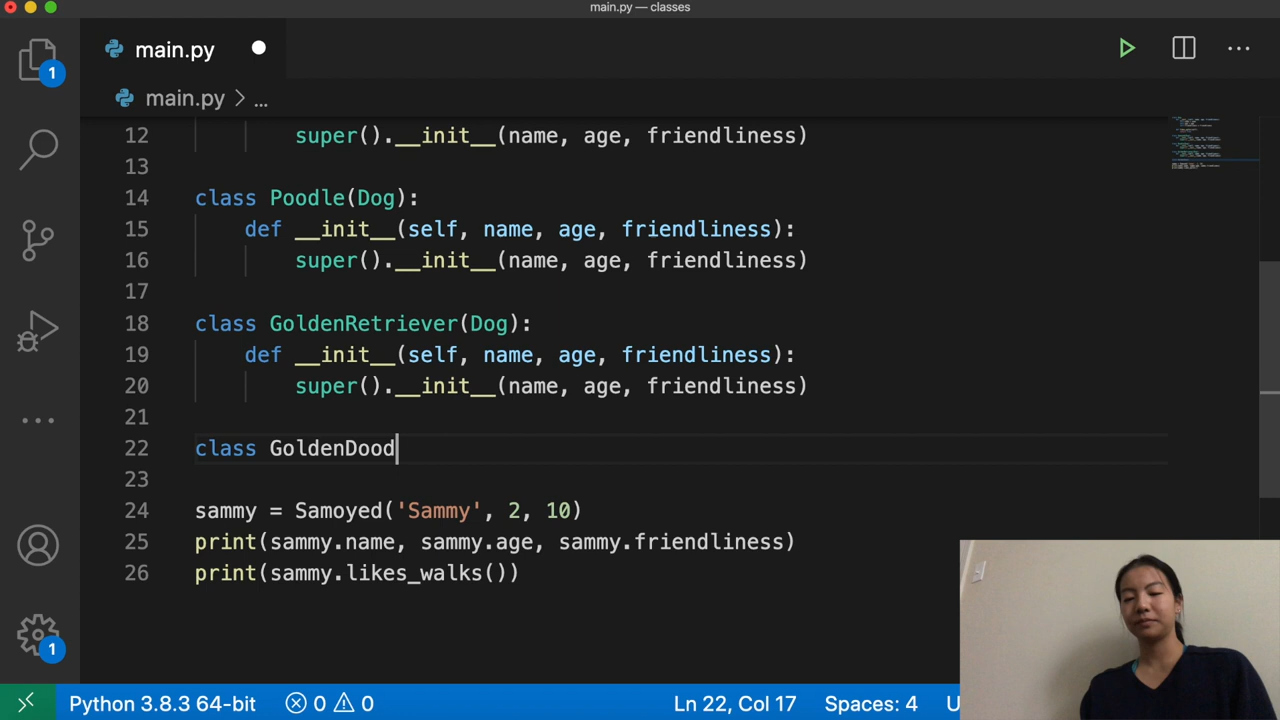 main.py — classes
main.py
main.py > ...
1
12 super().__init__(name, age, friendliness)
13
14 class Poodle(Dog):
15 def __init__(self, name, age, friendliness):
16 super().__init__(name, age, friendliness)
17
18 class GoldenRetriever(Dog):
19 def __init__(self, name, age, friendliness):
20 super().__init__(name, age, friendliness)
21
22 class GoldenDood
23
24 sammy = Samoyed('Sammy', 2, 10)
25 print(sammy.name, sammy.age, sammy.friendliness)
26 print(sammy.likes_walks())
1
Python 3.8.3 64-bit 0 0 Ln 22, Col 17 Spaces: 4 U